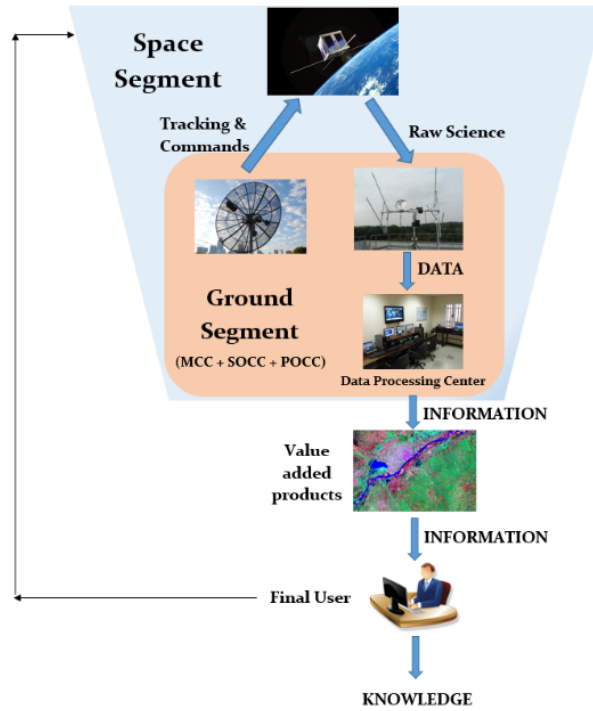 Space
Segment
Tracking &
Commands
Raw Science
DATA
Ground
Segment
(MCC + SOCC + POCC)
Data Processing Center
INFORMATION
Value
added
products
INFORMATION
Final User
KNOWLEDGE